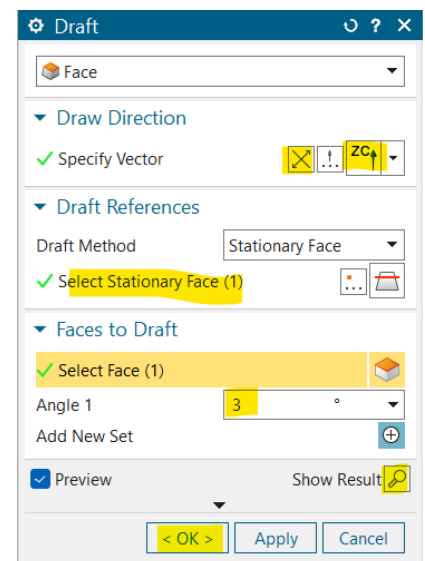 Draft ?
Face
Draw Direction
Specify Vector ZC
Draft References
Draft Method Stationary Face
Select Stationary Face (1)
Faces to Draft
Select Face (1)
Angle 1 3 °
Add New Set
Preview Show Result
< OK > Apply Cancel